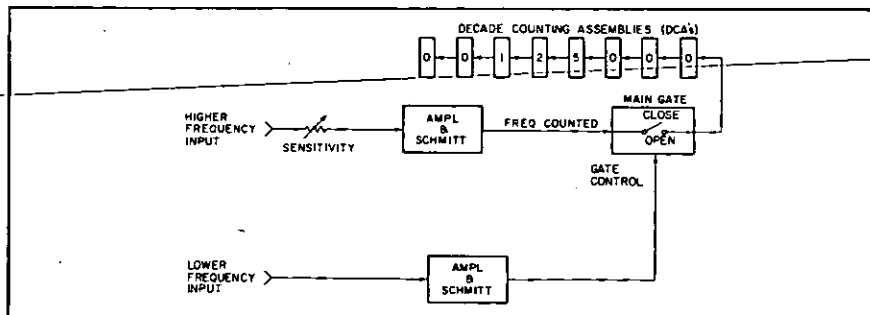 DECADE COUNTING ASSEMBLIES (DCA's)
0 0 1 2 5 0 0 0
MAIN GATE
HIGHER
FREQUENCY
INPUT
SENSITIVITY
AMPL
&
SCHMITT
FREQ COUNTED
CLOSE
OPEN
GATE
CONTROL
LOWER
FREQUENCY
INPUT
AMPL
&
SCHMITT